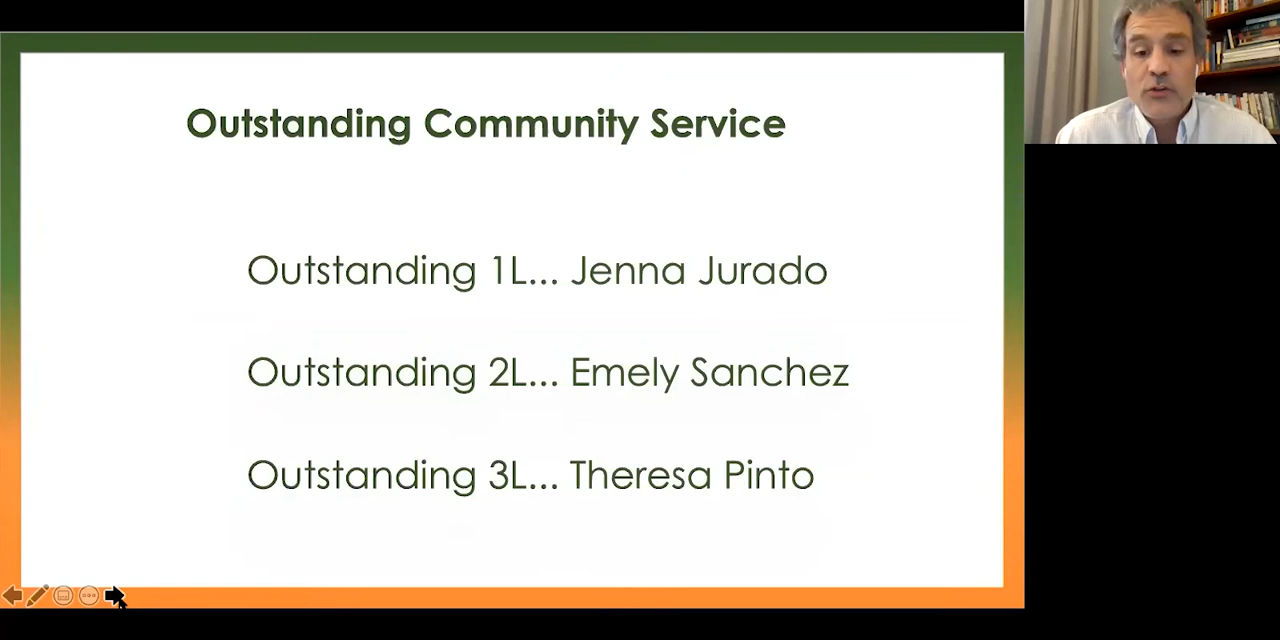 Outstanding Community Service
Outstanding 1L... Jenna Jurado
Outstanding 2L... Emely Sanchez
Outstanding 3L... Theresa Pinto